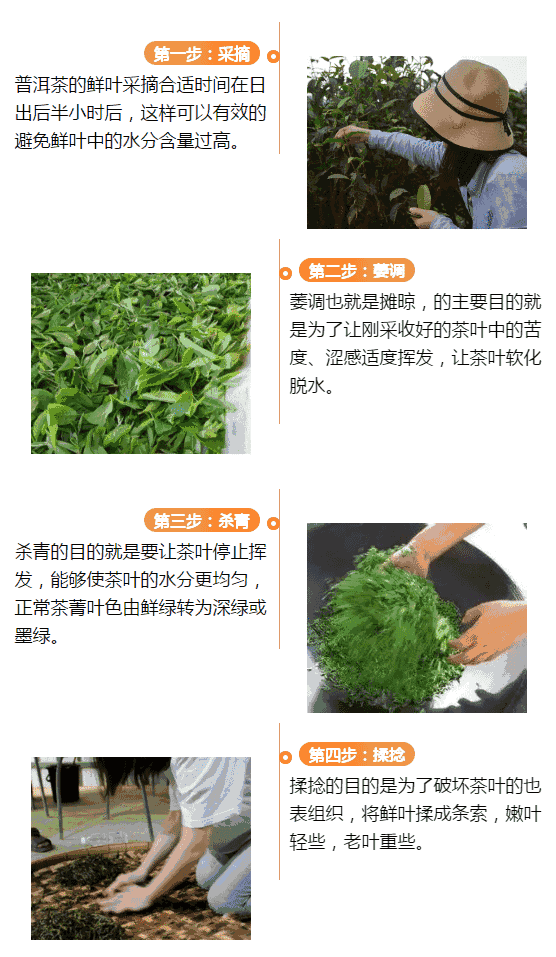 第一步：采摘
普洱茶的鲜叶采摘合适时间在日
出后半小时后，这样可以有效的
避免鲜叶中的水分含量过高。
第二步：萎调
萎调也就是摊晾，的主要目的就
是为了让刚采收好的茶叶中的苦
度、涩感适度挥发，让茶叶软化
脱水。
第三步：杀青
杀青的目的就是要让茶叶停止挥
发，能够使茶叶的水分更均匀，
正常茶菁叶色由鲜绿转为深绿或
墨绿。
第四步：揉捻
揉捻的目的是为了破坏茶叶的也
表组织，将鲜叶揉成条索，嫩叶
轻些，老叶重些。